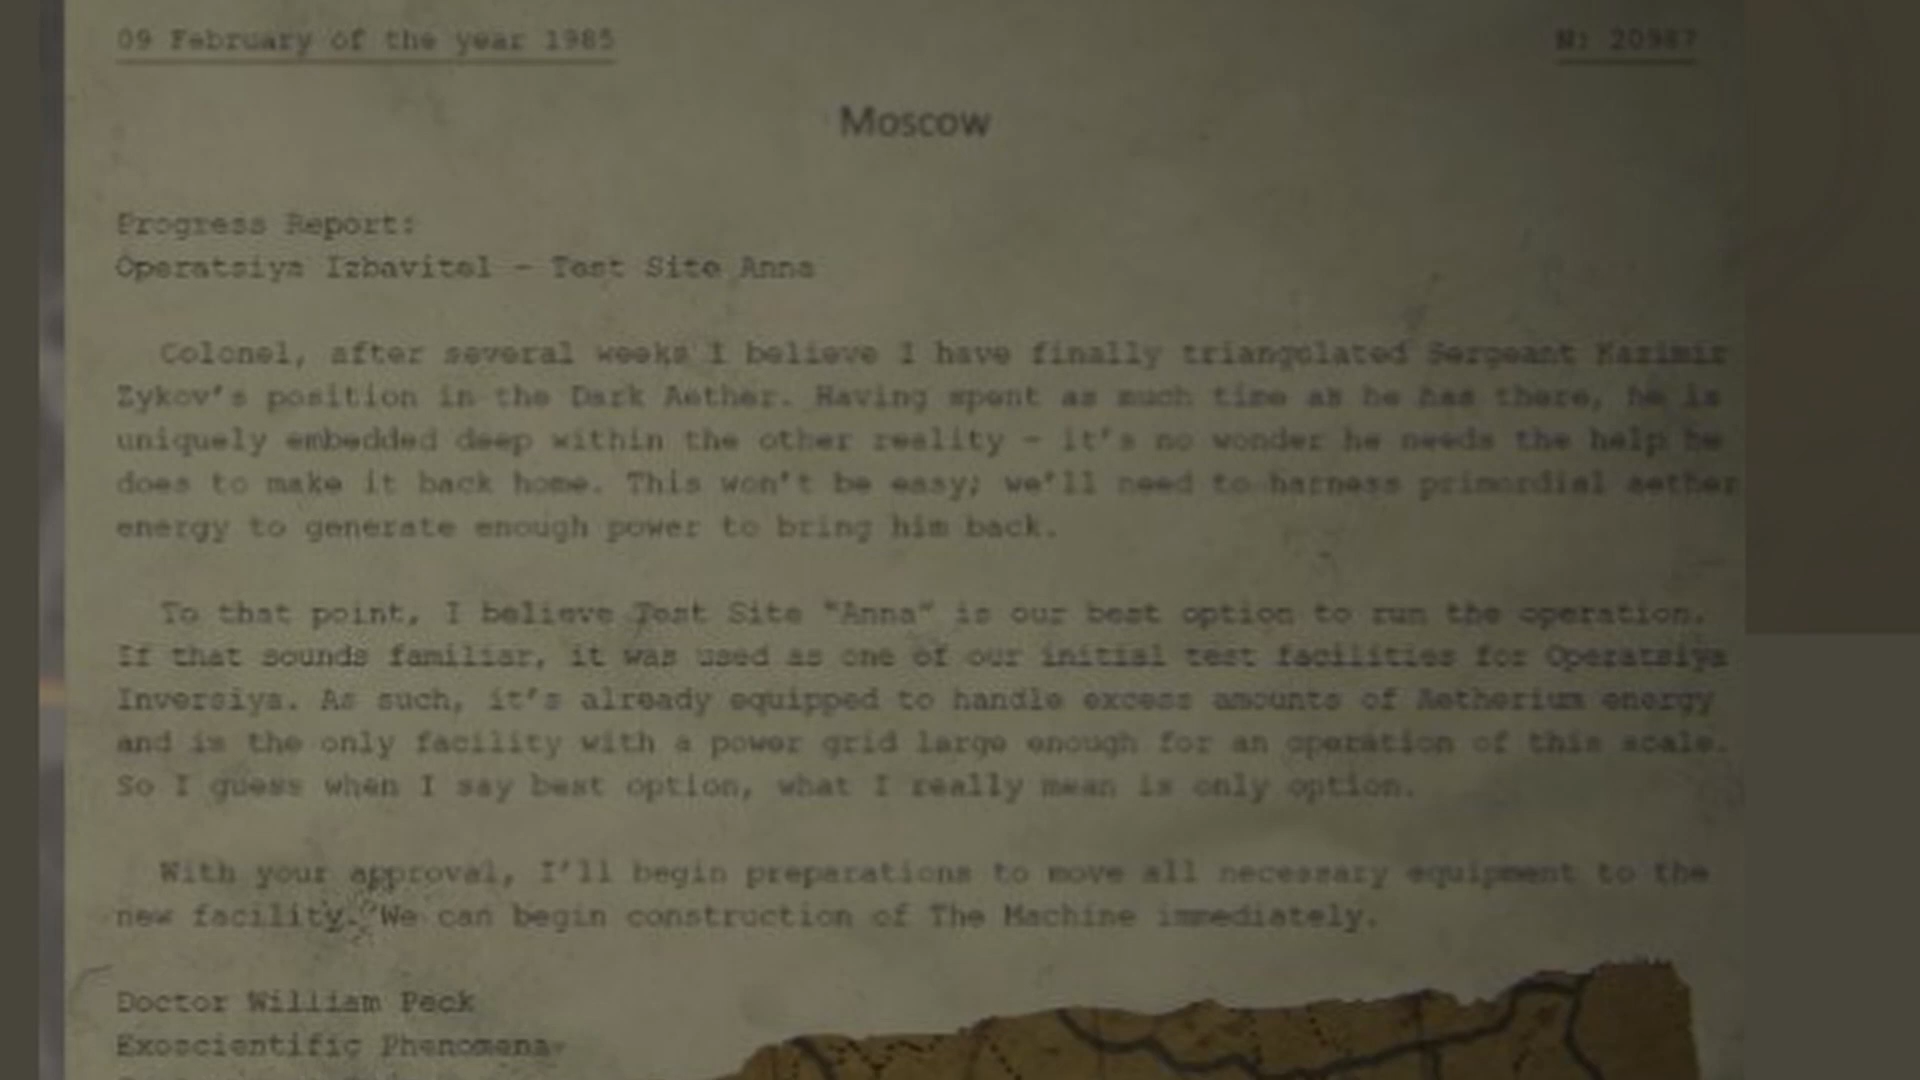 09 February of the year 1985
N: 20987
Moscow
Progress Report:
Operatsiya Izbavitel - Test Site Anna
Colonel, after several weeks I believe I have finally triangolated Sergeant Kazimir
Zykov's position in the Dark Aether. Having spent as much time as he has there, he is
uniquely embedded deep within the other reality - it's no wonder he needs the help he
does to make it back home. This won't be easy; we'll need to harness primordial aether
energy to generate enough power to bring him back.
To that point, I believe Test Site "Anna" is our best option to run the operation.
If that sounds familiar, it was used as one of our initial test facilities for Operatsiya
Inversiya. As such, it's already equipped to handle excess amounts of Aetherium energy
and is the only facility with a power grid large enough for an operation of this scale.
So I guess when I say best option, what I really mean is only option.
With your approval, I'll begin preparations to move all necessary equipment to the
new facility. We can begin construction of The Machine immediately.
Doctor William Peck
Exoscientific Phenomena